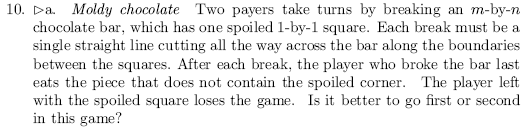 10. ▷a. Moldy chocolate Two payers take turns by breaking an m-by-n
chocolate bar, which has one spoiled 1-by-1 square. Each break must be a
single straight line cutting all the way across the bar along the boundaries
between the squares. After each break, the player who broke the bar last
eats the piece that does not contain the spoiled corner. The player left
with the spoiled square loses the game. Is it better to go first or second
in this game?